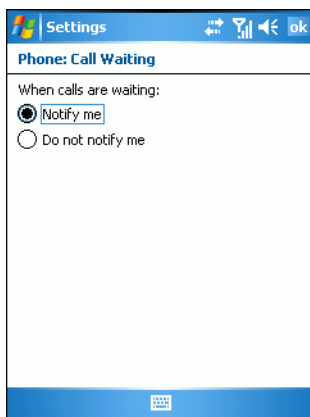 Settings
ok
Phone: Call Waiting
When calls are waiting:
Notify me
Do not notify me